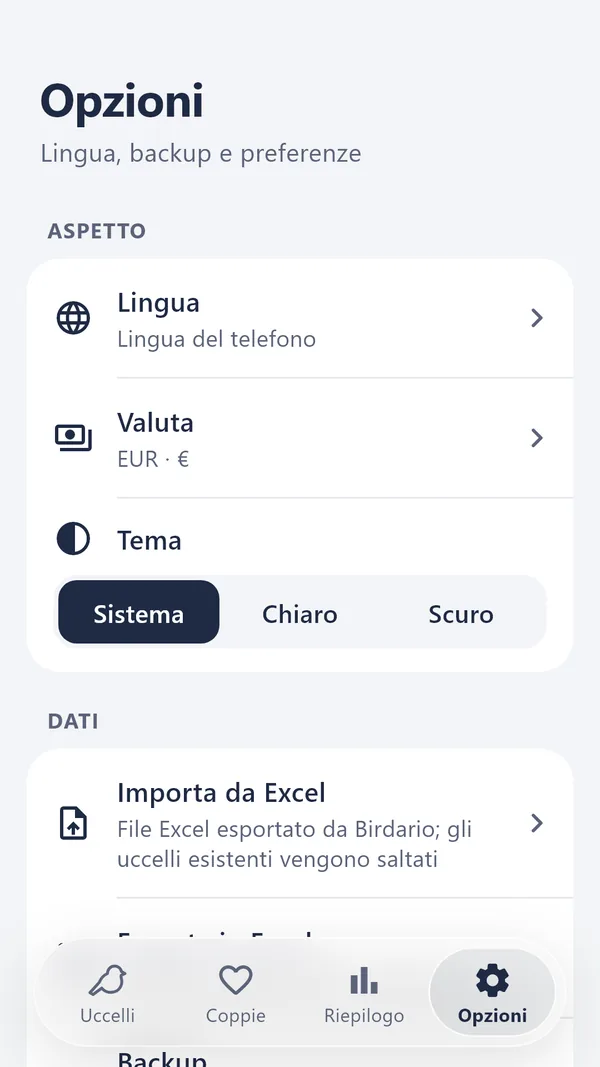 Opzioni
Lingua, backup e preferenze
ASPETTO
Lingua
Lingua del telefono
Valuta
EUR · €
Tema
Sistema
Chiaro
Scuro
DATI
Importa da Excel
File Excel esportato da Birdario; gli
uccelli esistenti vengono saltati
Uccelli
Coppie
Riepilogo
Opzioni
Backup